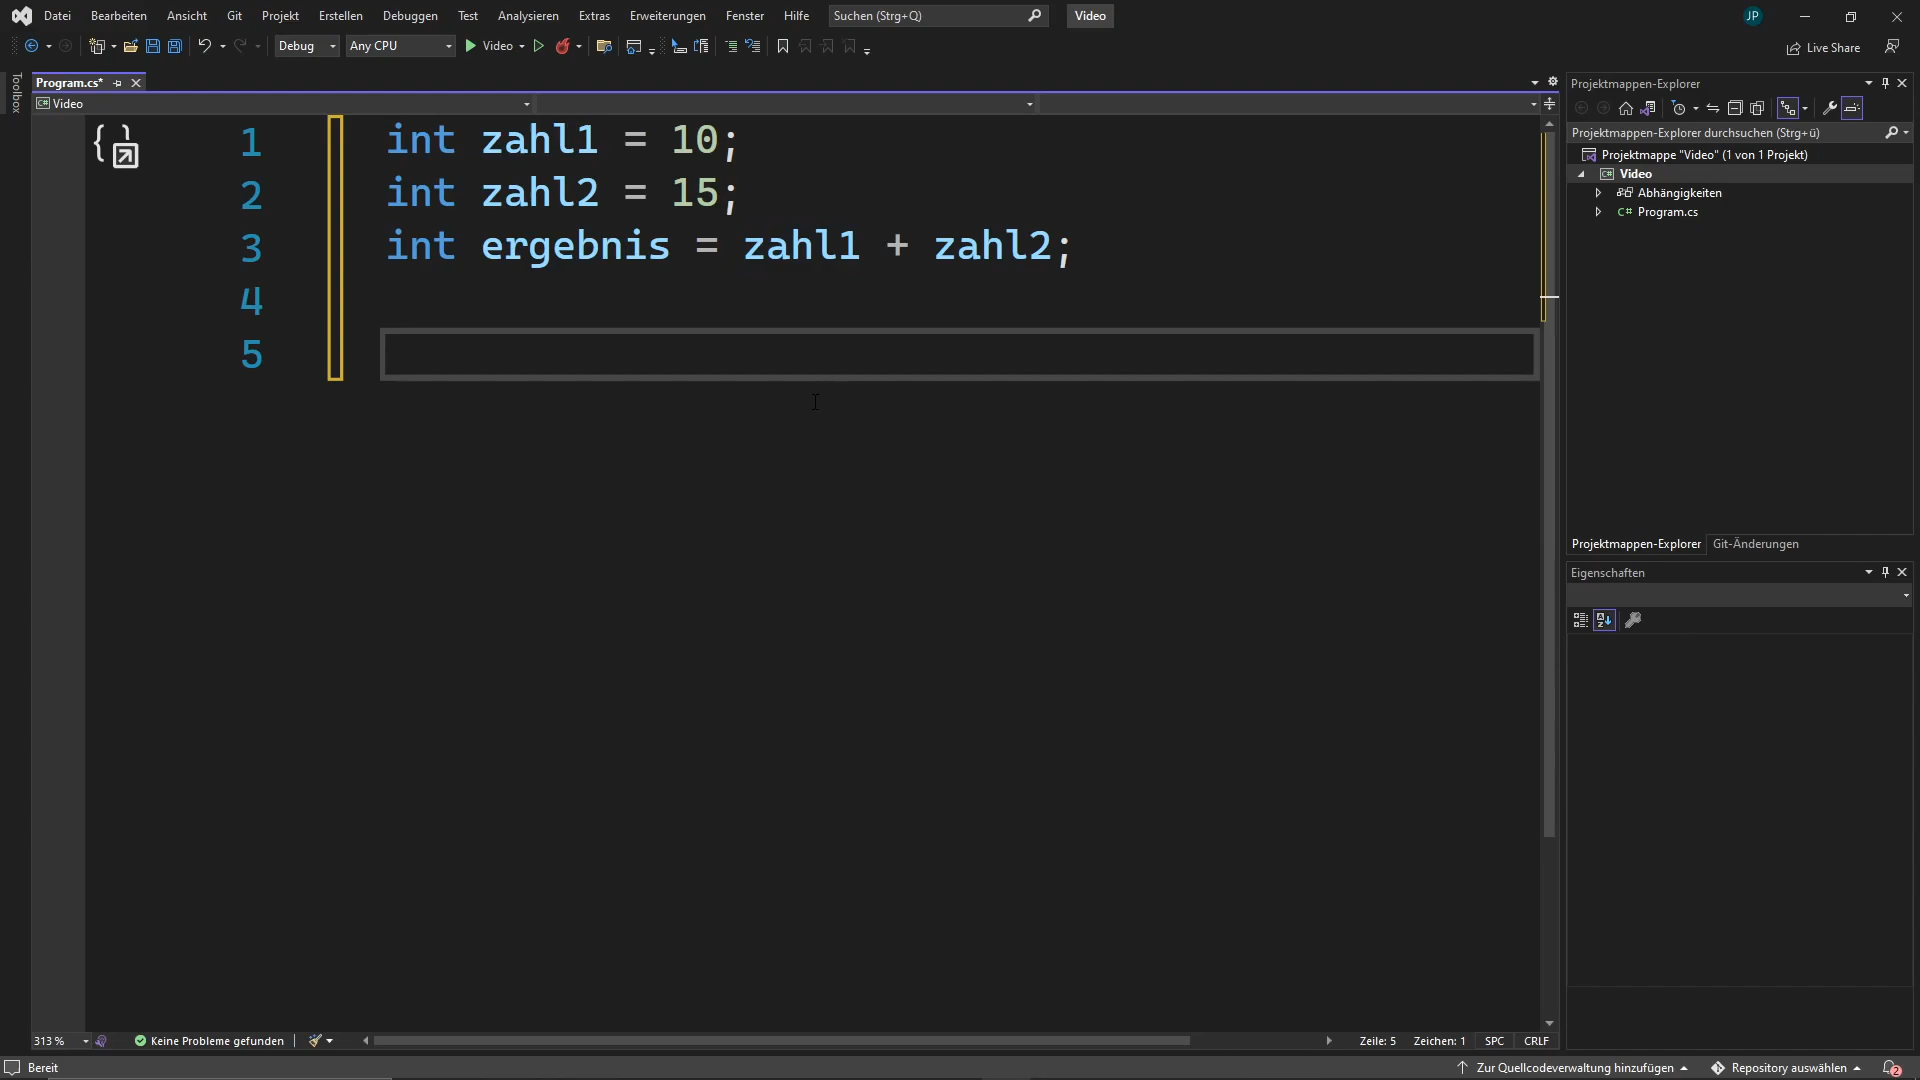 Datei Bearbeiten Ansicht Git Projekt Erstellen Debuggen Test Analysieren Extras Erweiterungen Fenster Hilfe Suchen (Strg+Q) Video JP
Debug Any CPU Video Live Share
Toolbox
Program.cs*
C# Video
1 int zahl1 = 10;
2 int zahl2 = 15;
3 int ergebnis = zahl1 + zahl2;
4
5
Projektmappen-Explorer
Projektmappen-Explorer durchsuchen (Strg+ü)
Projektmappe "Video" (1 von 1 Projekt)
C# Video
Abhängigkeiten
C# Program.cs
Projektmappen-Explorer Git-Änderungen
Eigenschaften
313 % Keine Probleme gefunden Zeile: 5 Zeichen: 1 SPC CRLF
Bereit Zur Quellcodeverwaltung hinzufügen Repository auswählen 2